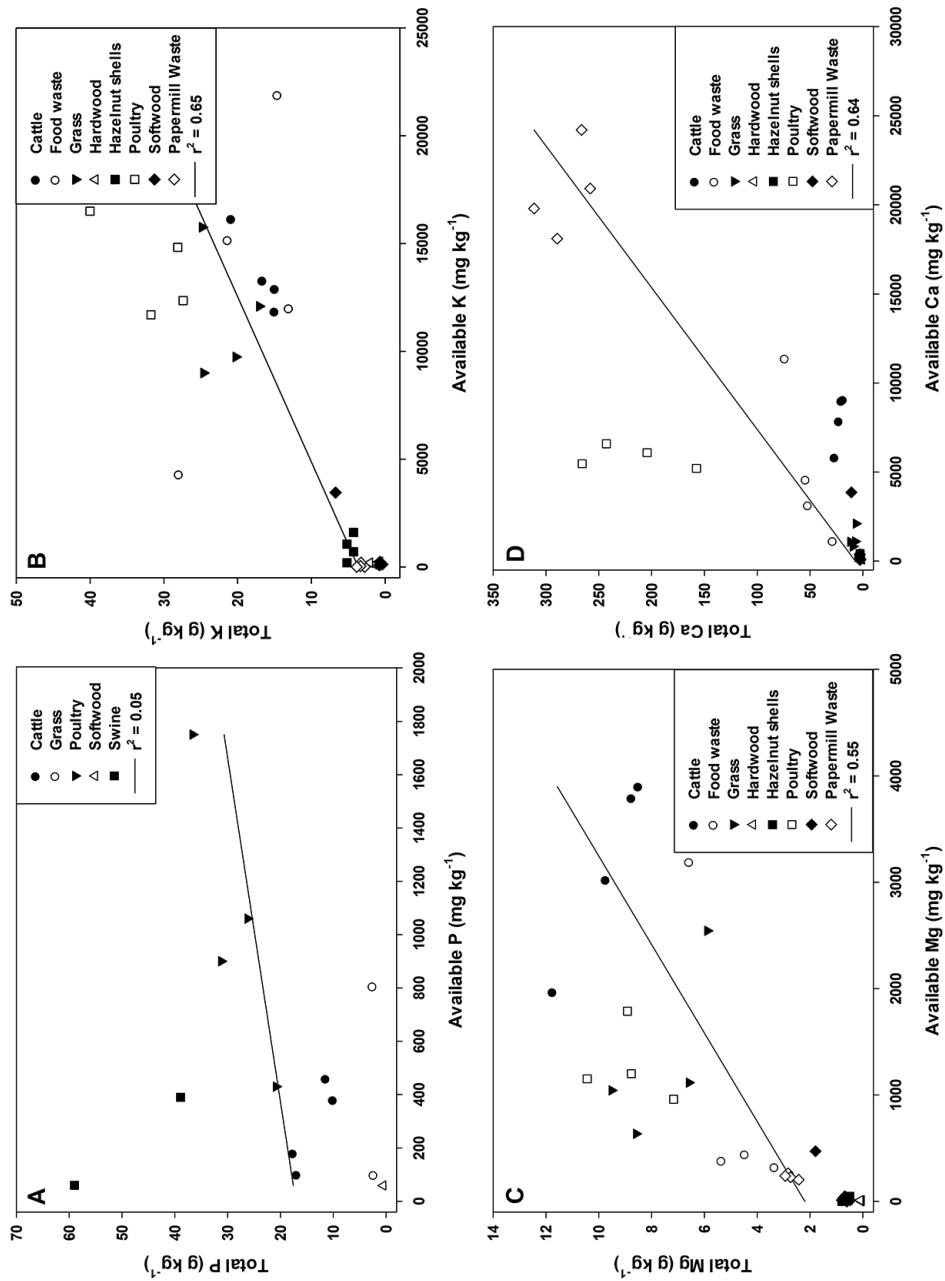 A
Total P (g kg⁻¹)
70
60
50
40
30
20
10
0
0 200 400 600 800 1000 1200 1400 1600 1800 2000
Available P (mg kg⁻¹)
Cattle
Grass
Poultry
Softwood
Swine
r² = 0.05
B
Total K (g kg⁻¹)
50
40
30
20
10
0
0 5000 10000 15000 20000 25000
Available K (mg kg⁻¹)
Cattle
Food waste
Grass
Hardwood
Hazelnut shells
Poultry
Softwood
Papermill Waste
r² = 0.65
C
Total Mg (g kg⁻¹)
14
12
10
8
6
4
2
0
0 1000 2000 3000 4000 5000
Available Mg (mg kg⁻¹)
Cattle
Food waste
Grass
Hardwood
Hazelnut shells
Poultry
Softwood
Papermill Waste
r² = 0.55
D
Total Ca (g kg⁻¹)
350
300
250
200
150
100
50
0
0 5000 10000 15000 20000 25000 30000
Available Ca (mg kg⁻¹)
Cattle
Food waste
Grass
Hardwood
Hazelnut shells
Poultry
Softwood
Papermill Waste
r² = 0.64